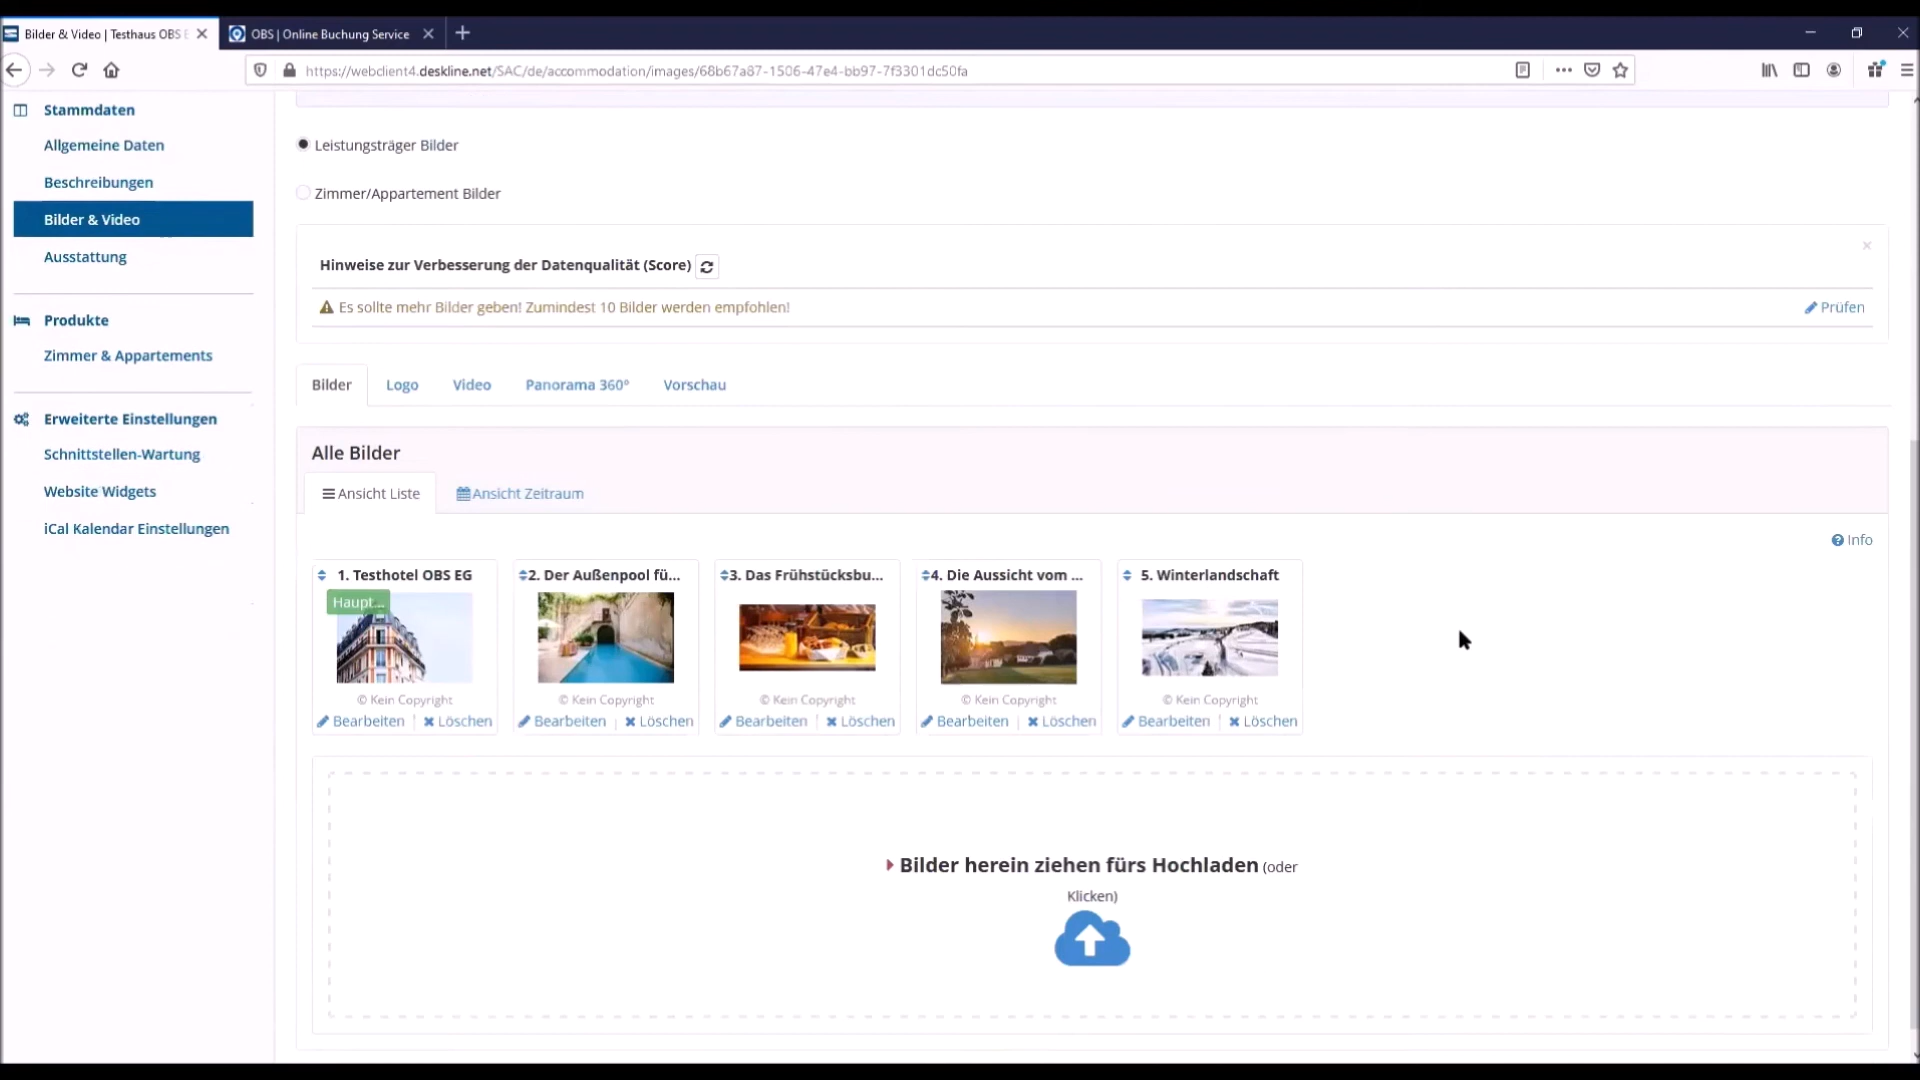 Bilder & Video | Testhaus OBS E
OBS | Online Buchung Service
https://webclient4.deskline.net/SAC/de/accommodation/images/68b67a87-1506-47e4-bb97-7f3301dc50fa
Stammdaten
Allgemeine Daten
Beschreibungen
Bilder & Video
Ausstattung
Produkte
Zimmer & Appartements
Erweiterte Einstellungen
Schnittstellen-Wartung
Website Widgets
iCal Kalendar Einstellungen
Leistungsträger Bilder
Zimmer/Appartement Bilder
Hinweise zur Verbesserung der Datenqualität (Score)
Es sollte mehr Bilder geben! Zumindest 10 Bilder werden empfohlen! Prüfen
Bilder Logo Video Panorama 360° Vorschau
Alle Bilder
Ansicht Liste Ansicht Zeitraum
Info
1. Testhotel OBS EG 2. Der Außenpool fü... 3. Das Frühstücksbu... 4. Die Aussicht vom ... 5. Winterlandschaft
Haupt...
© Kein Copyright © Kein Copyright © Kein Copyright © Kein Copyright © Kein Copyright
Bearbeiten | Löschen Bearbeiten | Löschen Bearbeiten | Löschen Bearbeiten | Löschen Bearbeiten | Löschen
Bilder herein ziehen fürs Hochladen (oder
Klicken)